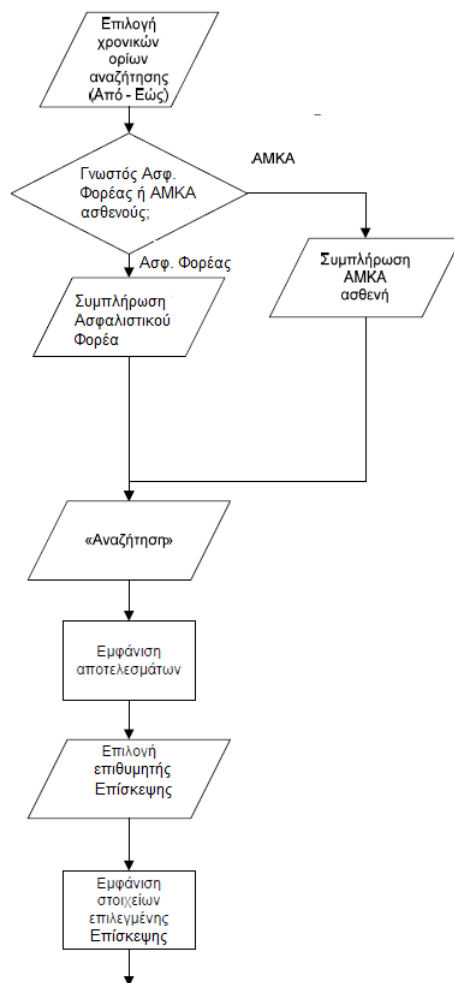 Επιλογή
χρονικών
ορίων
αναζήτησης
(Από - Εώς)
Γνωστός Ασφ.
Φορέας ή ΑΜΚΑ
ασθενούς;
ΑΜΚΑ
Ασφ. Φορέας
Συμπλήρωση
Ασφαλιστικού
Φορέα
Συμπλήρωση
ΑΜΚΑ
ασθενή
«Αναζήτηση»
Εμφάνιση
αποτελεσμάτων
Επιλογή
επιθυμητής
Επίσκεψης
Εμφάνιση
στοιχείων
επιλεγμένης
Επίσκεψης